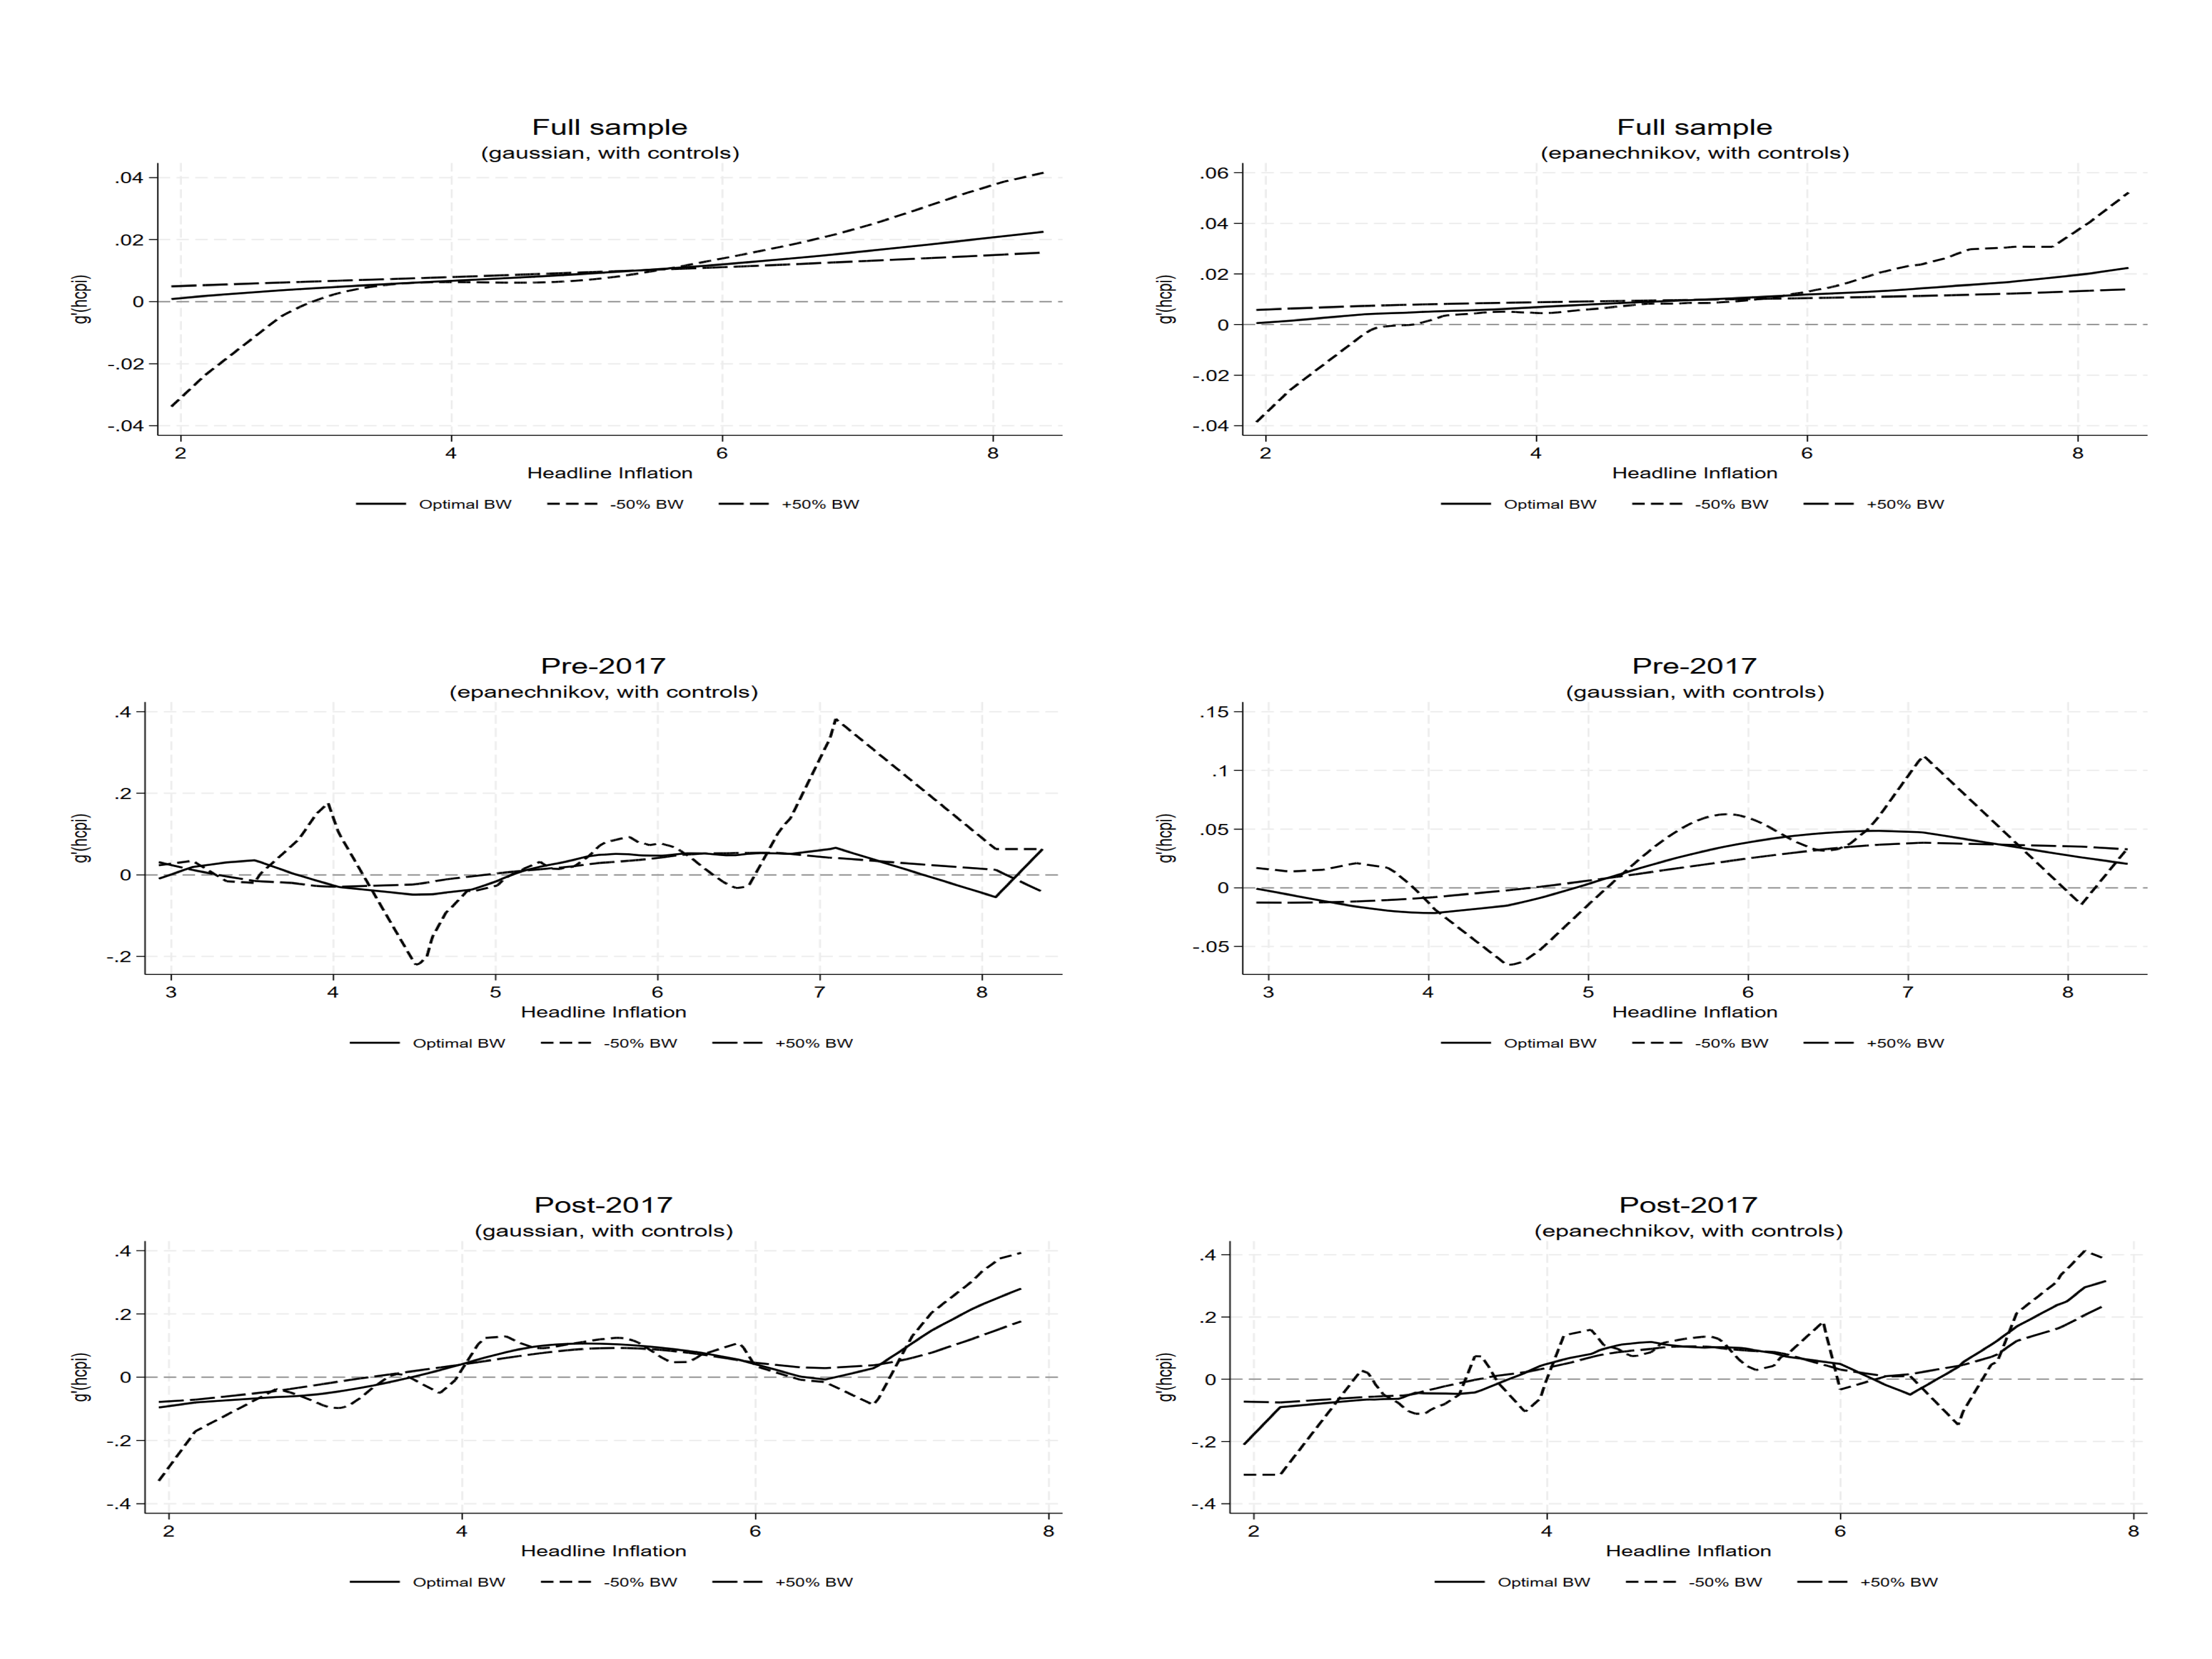 Full sample
(gaussian, with controls)
.04
.02
0
-.02
-.04
g'(hcpi)
2 4 6 8
Headline Inflation
Optimal BW -50% BW +50% BW
Full sample
(epanechnikov, with controls)
.06
.04
.02
0
-.02
-.04
g'(hcpi)
2 4 6 8
Headline Inflation
Optimal BW -50% BW +50% BW
Pre-2017
(epanechnikov, with controls)
.4
.2
0
-.2
g'(hcpi)
3 4 5 6 7 8
Headline Inflation
Optimal BW -50% BW +50% BW
Pre-2017
(gaussian, with controls)
.15
.1
.05
0
-.05
g'(hcpi)
3 4 5 6 7 8
Headline Inflation
Optimal BW -50% BW +50% BW
Post-2017
(gaussian, with controls)
.4
.2
0
-.2
-.4
g'(hcpi)
2 4 6 8
Headline Inflation
Optimal BW -50% BW +50% BW
Post-2017
(epanechnikov, with controls)
.4
.2
0
-.2
-.4
g'(hcpi)
2 4 6 8
Headline Inflation
Optimal BW -50% BW +50% BW